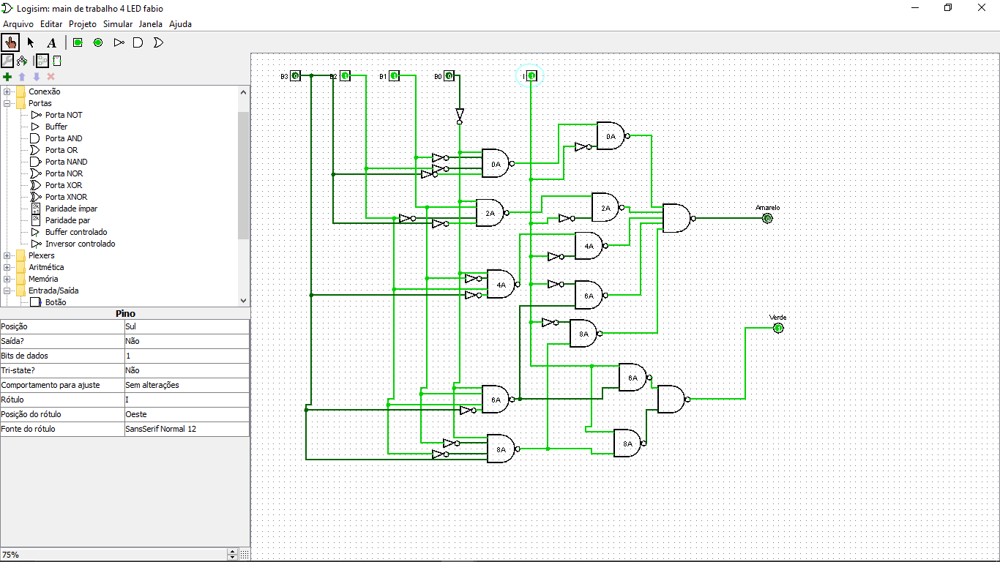 Logisim: main de trabalho 4 LED fabio
Arquivo Editar Projeto Simular Janela Ajuda
A
Conexão
Portas
Porta NOT
Buffer
Porta AND
Porta OR
Porta NAND
Porta NOR
Porta XOR
Porta XNOR
Paridade ímpar
Paridade par
Buffer controlado
Inversor controlado
Plexers
Aritmética
Memória
Entrada/Saída
Botão
Pino
Posição Sul
Saída? Não
Bits de dados 1
Tri-state? Não
Comportamento para ajuste Sem alterações
Rótulo I
Posição do rótulo Oeste
Fonte do rótulo SansSerif Normal 12
75%
B3 0 B2 1 B1 1 B0 0 I 1
0A
0A
2A
2A
Amarelo
0
4A
4A
6A
8A
Verde
1
6A
6A
8A
8A